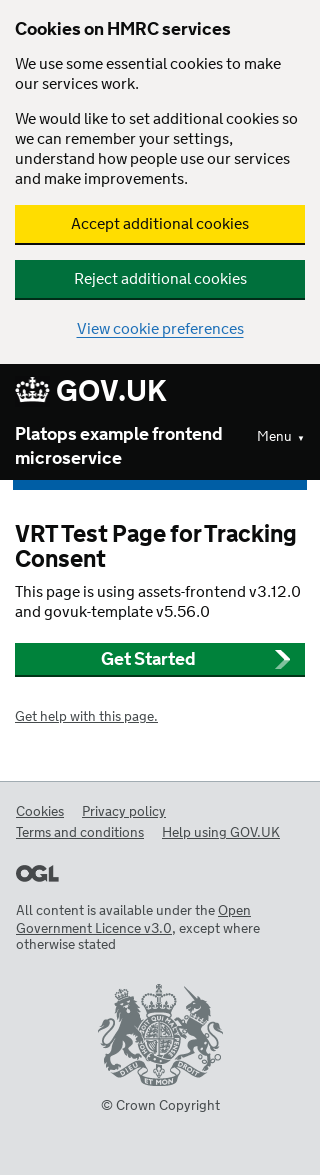 Cookies on HMRC services
We use some essential cookies to make
our services work.
We would like to set additional cookies so
we can remember your settings,
understand how people use our services
and make improvements.
Accept additional cookies
Reject additional cookies
View cookie preferences
GOV.UK
Platops example frontend
microservice
Menu ▼
VRT Test Page for Tracking
Consent
This page is using assets-frontend v3.12.0
and govuk-template v5.56.0
Get Started
Get help with this page.
Cookies Privacy policy
Terms and conditions Help using GOV.UK
OGL
All content is available under the Open
Government Licence v3.0, except where
otherwise stated
DIEU ET MON DROIT
© Crown Copyright